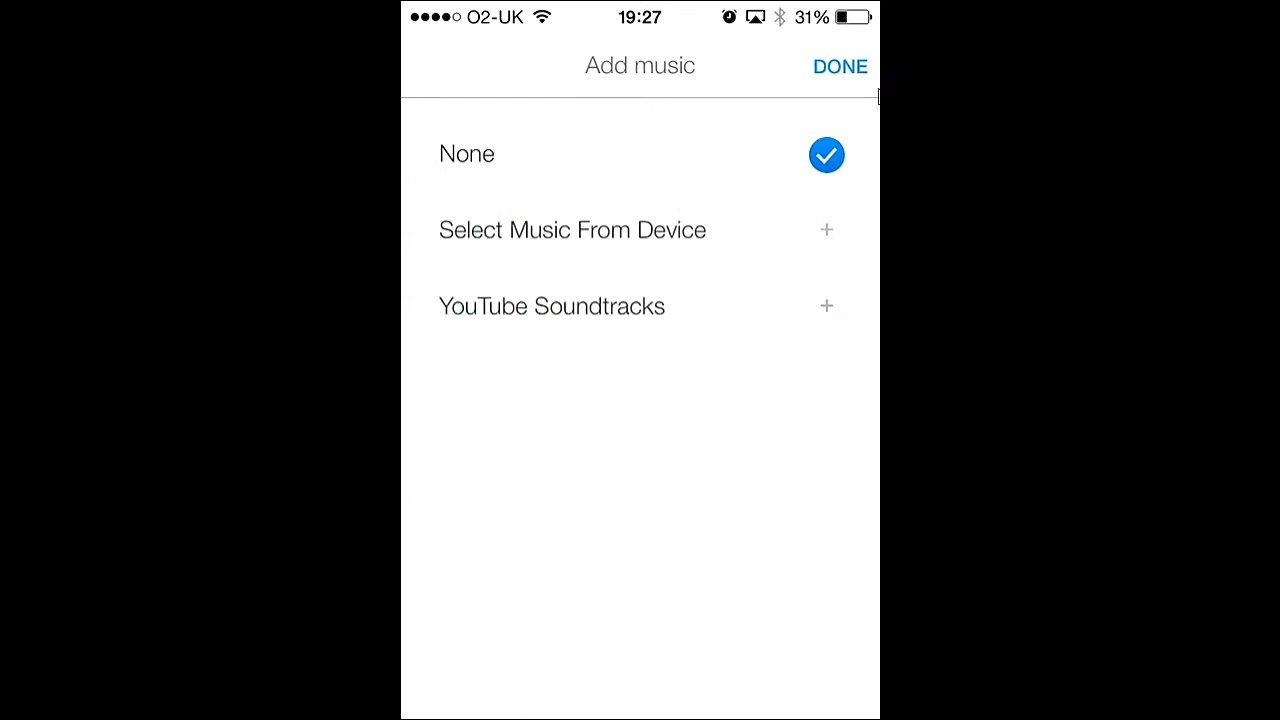 O2-UK 19:27 31%
Add music DONE
None
Select Music From Device +
YouTube Soundtracks +